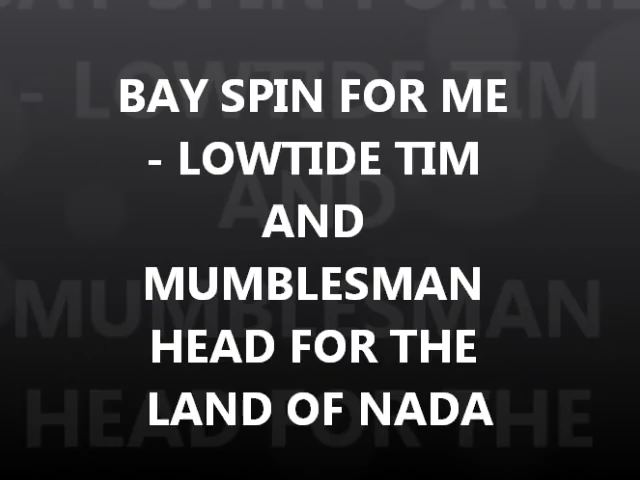 BAY SPIN FOR ME
- LOWTIDE TIM
AND
MUMBLESMAN
HEAD FOR THE
LAND OF NADA